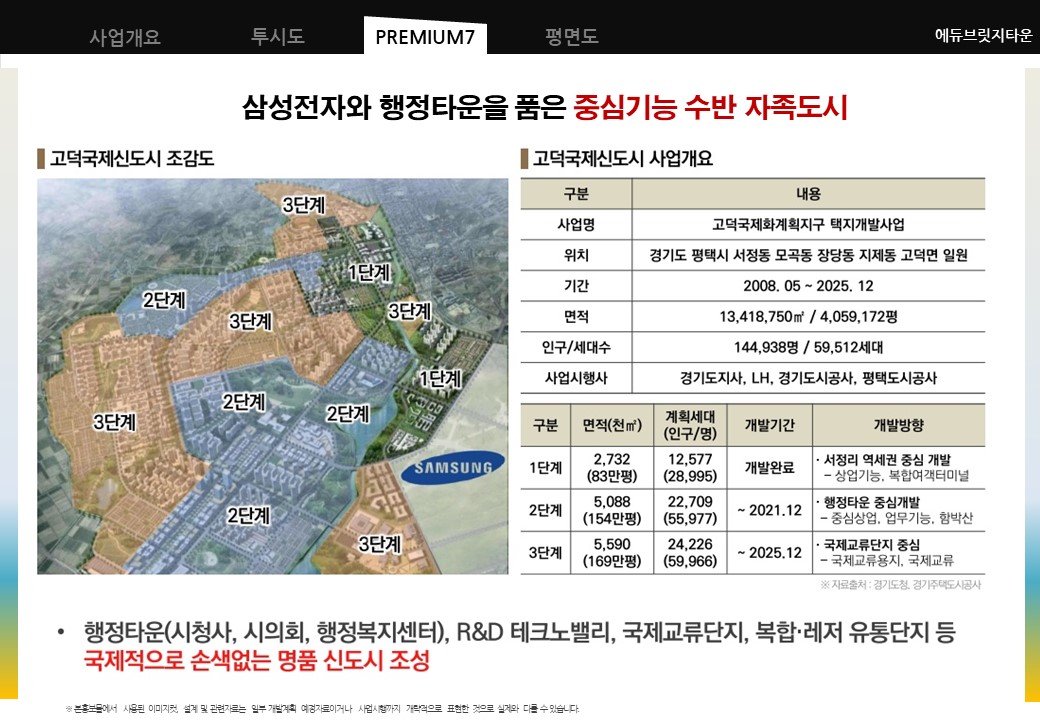 사업개요 투시도 PREMIUM7 평면도 에듀브릿지타운
삼성전자와 행정타운을 품은 중심기능 수반 자족도시
고덕국제신도시 조감도
3단계
1단계
2단계
3단계
3단계
1단계
2단계
2단계
3단계
SAMSUNG
2단계
3단계
고덕국제신도시 사업개요
구분 내용
사업명 고덕국제화계획지구 택지개발사업
위치 경기도 평택시 서정동 모곡동 장당동 지제동 고덕면 일원
기간 2008. 05 ~ 2025. 12
면적 13,418,750㎡ / 4,059,172평
인구/세대수 144,938명 / 59,512세대
사업시행사 경기도지사, LH, 경기도시공사, 평택도시공사
구분 면적(천㎡) 계획세대 (인구/명) 개발기간 개발방향
1단계 2,732 (83만평) 12,577 (28,995) 개발완료 · 서정리 역세권 중심 개발
– 상업기능, 복합여객터미널
2단계 5,088 (154만평) 22,709 (55,977) ~ 2021.12 · 행정타운 중심개발
– 중심상업, 업무기능, 함박산
3단계 5,590 (169만평) 24,226 (59,966) ~ 2025.12 · 국제교류단지 중심
– 국제교류용지, 국제교류
※ 자료출처 : 경기도청, 경기주택도시공사
• 행정타운(시청사, 시의회, 행정복지센터), R&D 테크노밸리, 국제교류단지, 복합·레저 유통단지 등
국제적으로 손색없는 명품 신도시 조성
※ 본홍보물에서 사용된 이미지컷, 설계 및 관련자료는 일부 개발계획 예정자료이거나 사업시행까지 개략적으로 표현한 것으로 실제와 다를 수 있습니다.